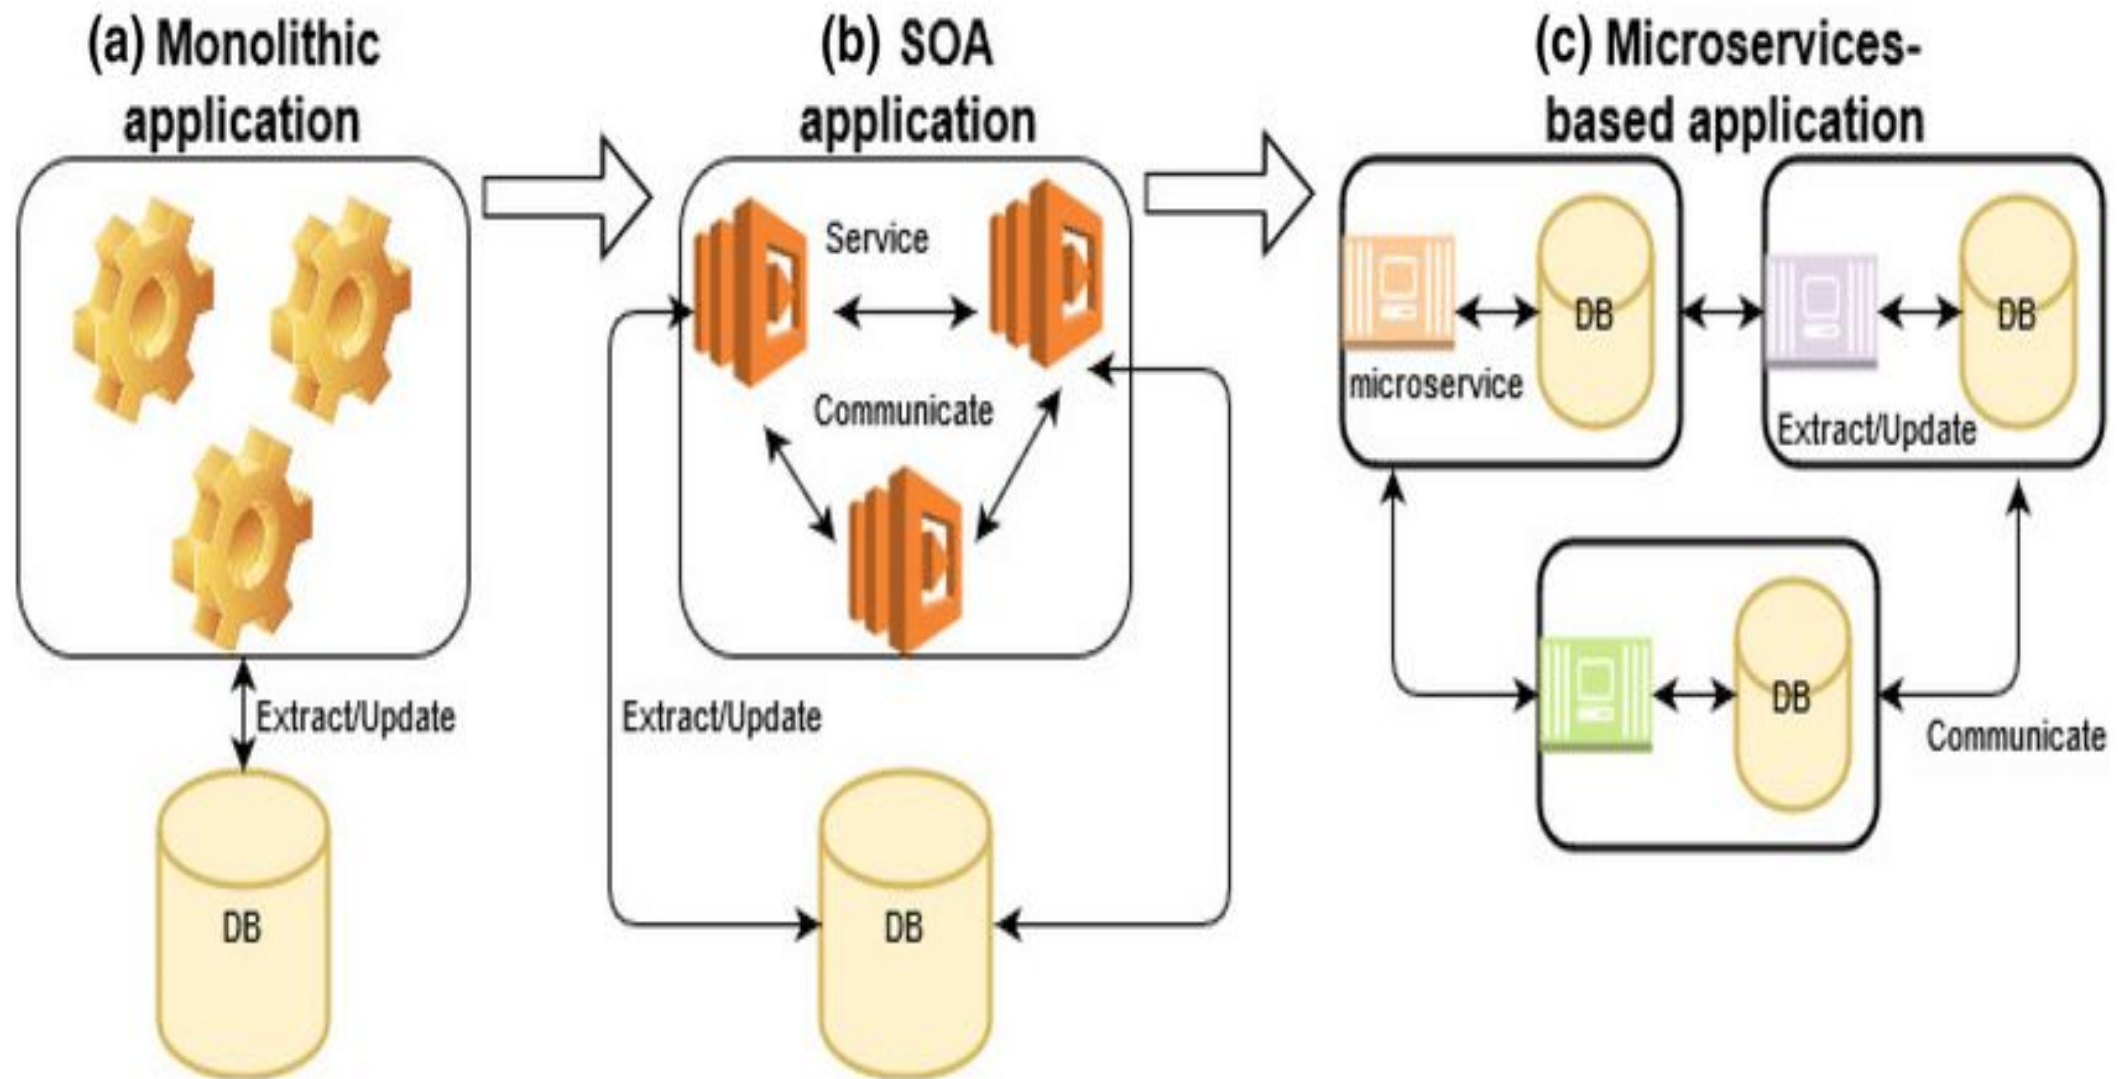 (a) Monolithic
application
Extract/Update
DB
(b) SOA
application
Service
Communicate
Extract/Update
DB
(c) Microservices-
based application
DB
microservice
DB
Extract/Update
DB
Communicate